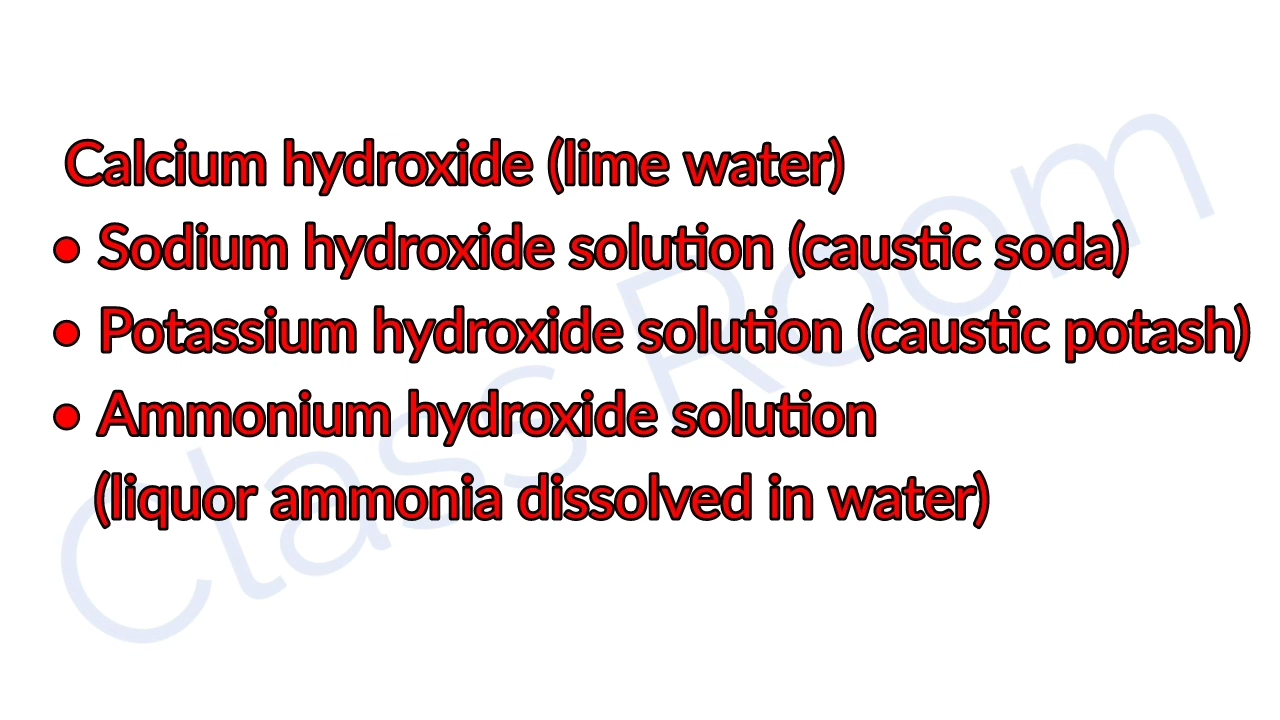 Calcium hydroxide (lime water)
• Sodium hydroxide solution (caustic soda)
• Potassium hydroxide solution (caustic potash)
• Ammonium hydroxide solution
(liquor ammonia dissolved in water)
Class Room